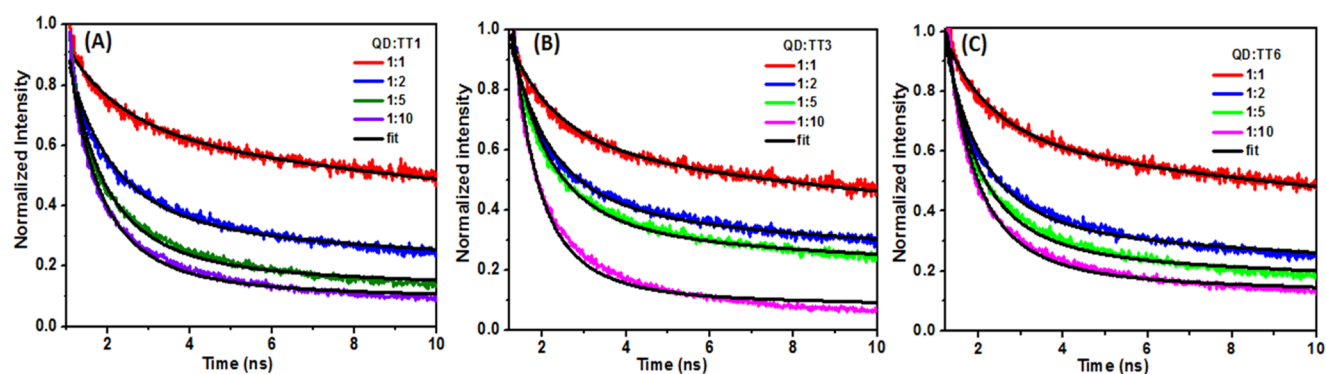 (A)
QD:TT1
1:1
1:2
1:5
1:10
fit
Normalized Intensity
1.0
0.8
0.6
0.4
0.2
0.0
2 4 6 8 10
Time (ns)
(B)
QD:TT3
1:1
1:2
1:5
1:10
fit
Normalized intensity
1.0
0.8
0.6
0.4
0.2
0.0
2 4 6 8 10
Time (ns)
(C)
QD:TT6
1:1
1:2
1:5
1:10
fit
Normalized intensity
1.0
0.8
0.6
0.4
0.2
0.0
2 4 6 8 10
Time (ns)